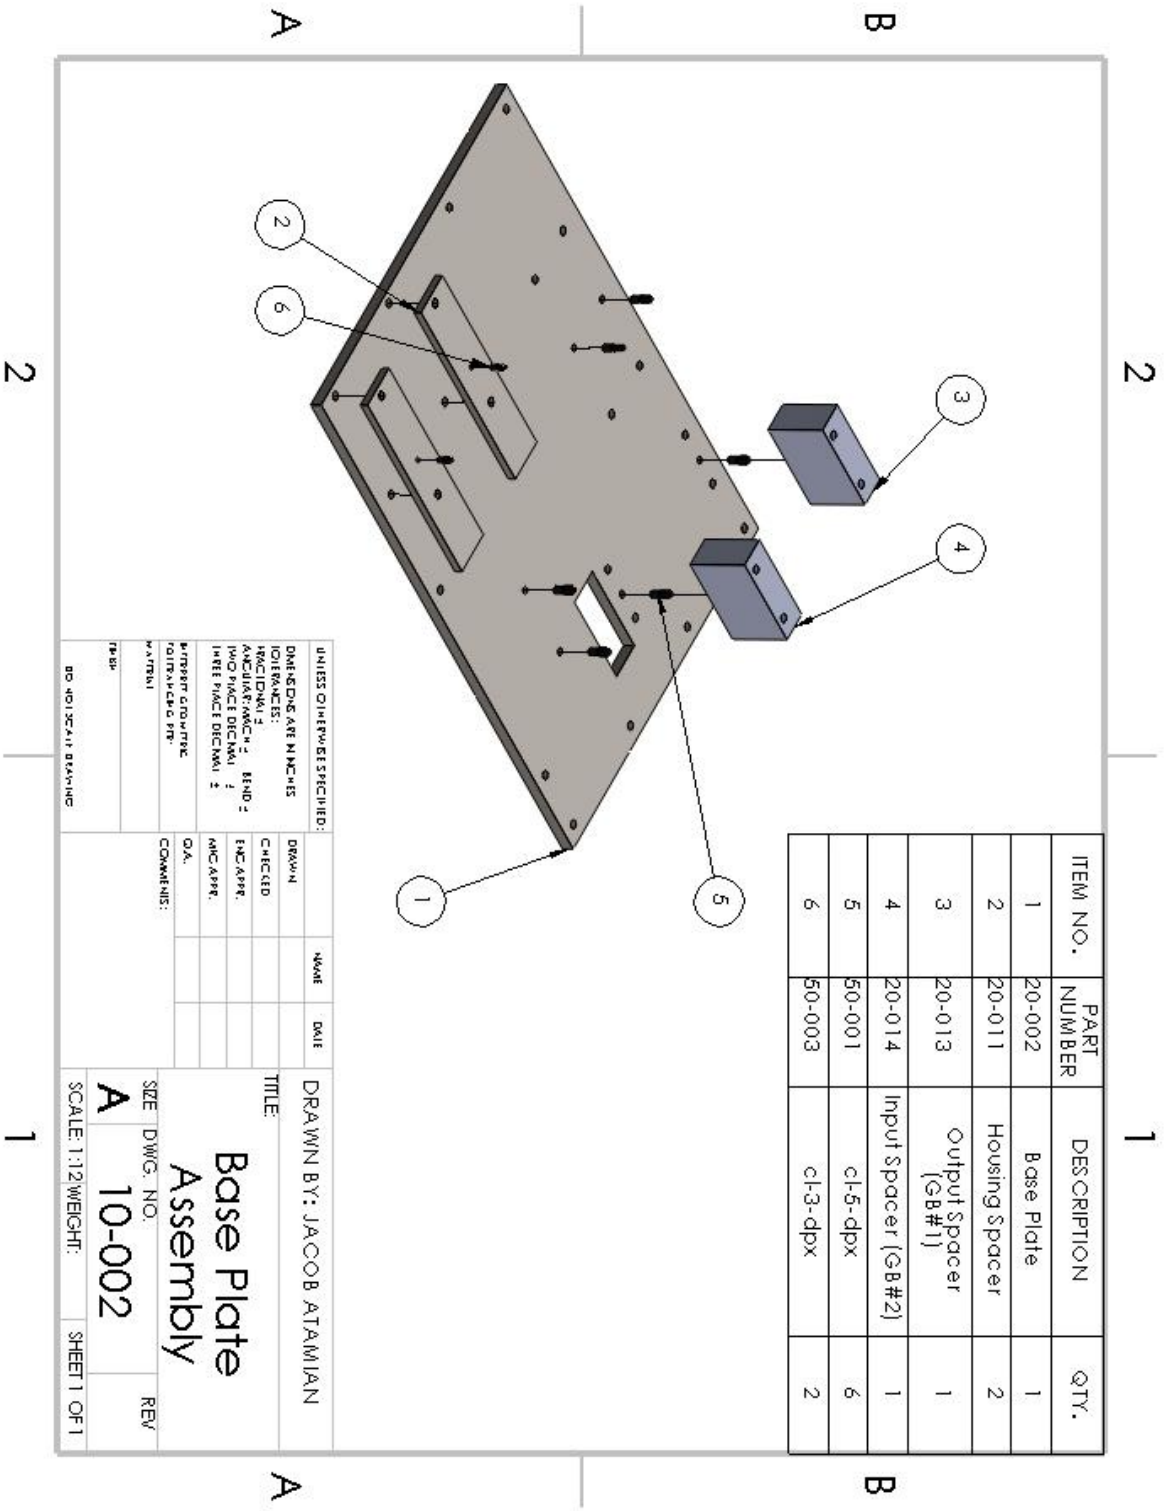 2
1
B
B
A
A
2
1
ITEM NO.
PART NUMBER
DESCRIPTION
QTY.
1
20-002
Base Plate
1
2
20-011
Housing Spacer
2
3
20-013
Output Spacer
(GB#1)
1
4
20-014
Input Spacer (GB#2)
1
5
50-001
cl-5-dpx
6
6
50-003
cl-3-dpx
2
3
4
5
2
6
1
UNLESS OTHERWISE SPECIFIED:
DIMENSIONS ARE IN INCHES
TOLERANCES:
FRACTIONAL ±
ANGULAR: MACH ± BEND ±
TWO PLACE DECIMAL ±
THREE PLACE DECIMAL ±
INTERPRET GEOMETRIC
TOLERANCING PER:
MATERIAL
FINISH
DO NOT SCALE DRAWING
NAME
DATE
DRAWN
CHECKED
ENG APPR.
MFG APPR.
Q.A.
COMMENTS:
DRAWN BY: JACOB ATAMIAN
TITLE:
Base Plate
Assembly
SIZE
DWG. NO.
REV
A
10-002
SCALE: 1:12
WEIGHT:
SHEET 1 OF 1